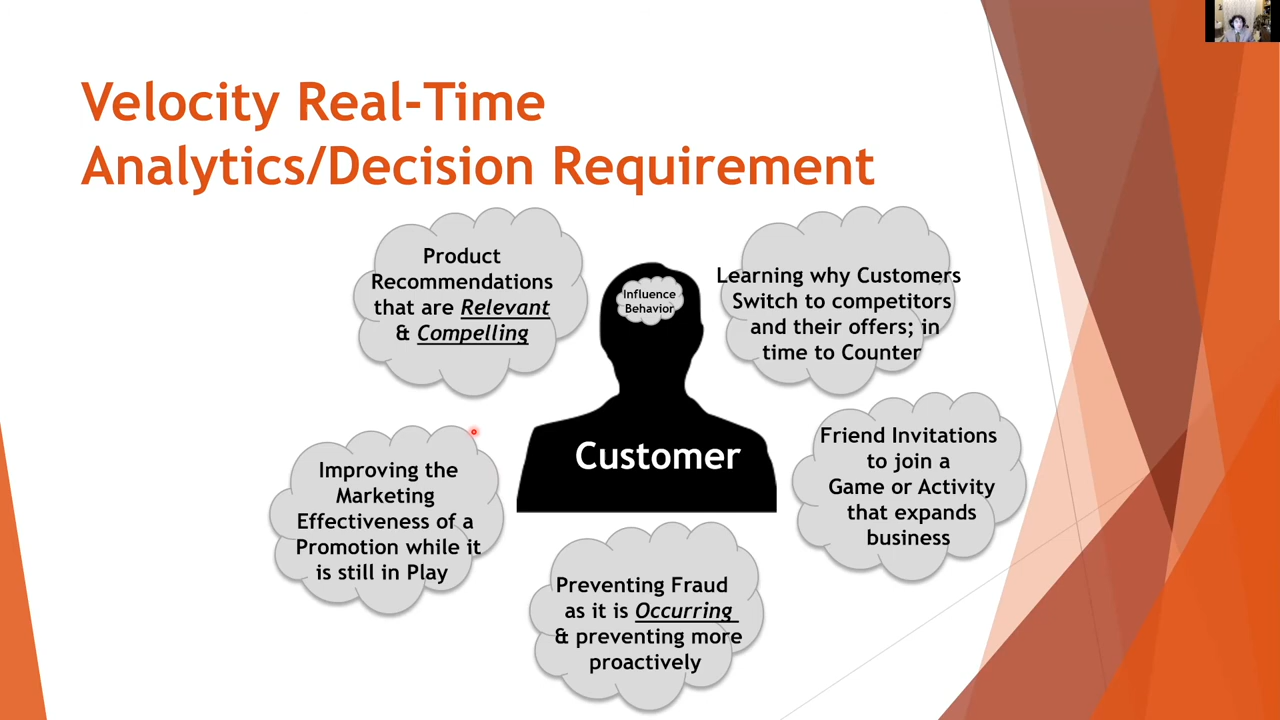 Velocity Real-Time
Analytics/Decision Requirement
Product
Recommendations
that are Relevant
& Compelling
Influence
Behavior
Learning why Customers
Switch to competitors
and their offers; in
time to Counter
Improving the
Marketing
Effectiveness of a
Promotion while it
is still in Play
Customer
Friend Invitations
to join a
Game or Activity
that expands
business
Preventing Fraud
as it is Occurring
& preventing more
proactively